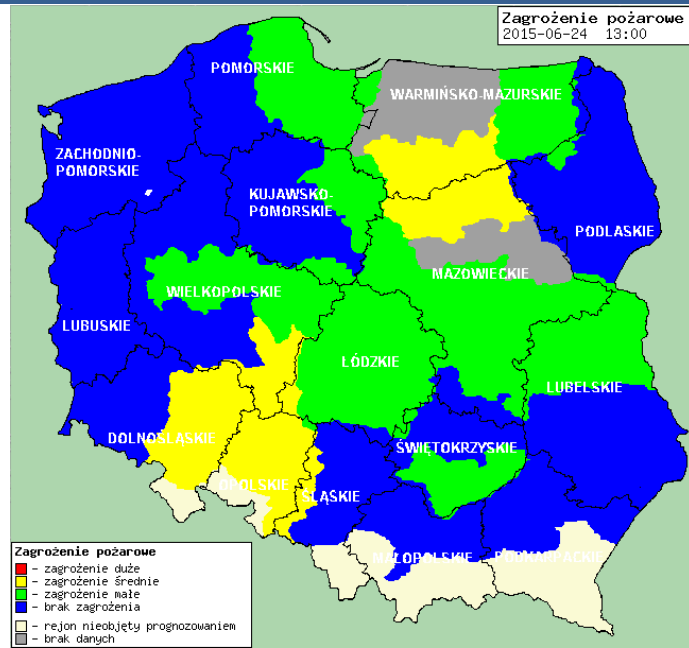 Zagrożenie pożarowe
2015-06-24 13:00
POMORSKIE
WARMIŃSKO-MAZURSKIE
ZACHODNIO-
POMORSKIE
KUJAWSKO-
POMORSKIE
PODLASKIE
MAZOWIECKIE
WIELKOPOLSKIE
LUBUSKIE
ŁÓDZKIE
LUBELSKIE
DOLNOŚLĄSKIE
ŚWIĘTOKRZYSKIE
OPOLSKIE
ŚLĄSKIE
MAŁOPOLSKIE
PODKARPACKIE
Zagrożenie pożarowe
- zagrożenie duże
- zagrożenie średnie
- zagrożenie małe
- brak zagrożenia
- rejon nieobjęty prognozowaniem
- brak danych